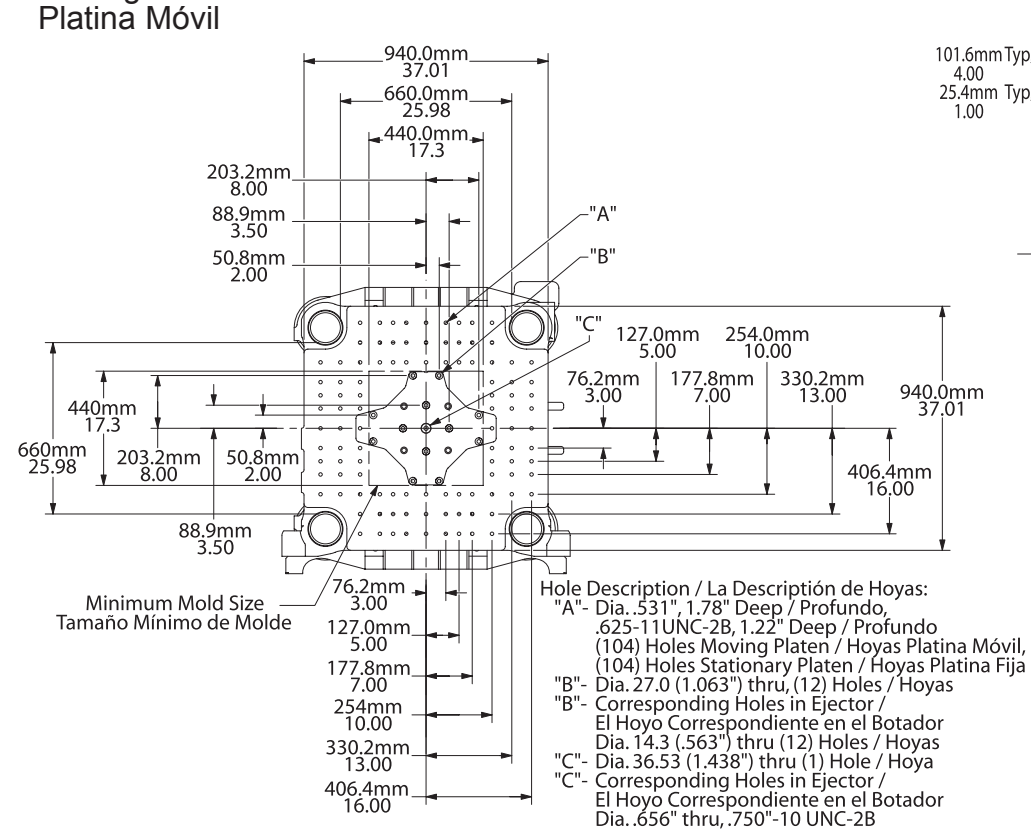 Platina Móvil
940.0mm
37.01
660.0mm
25.98
440.0mm
17.3
203.2mm
8.00
88.9mm
3.50
50.8mm
2.00
101.6mm Typ
4.00
25.4mm Typ
1.00
"A"
"B"
"C"
127.0mm
5.00
254.0mm
10.00
76.2mm
3.00
177.8mm
7.00
330.2mm
13.00
940.0mm
37.01
406.4mm
16.00
440mm
17.3
660mm
25.98
203.2mm
8.00
50.8mm
2.00
88.9mm
3.50
Minimum Mold Size
Tamaño Mínimo de Molde
76.2mm
3.00
127.0mm
5.00
177.8mm
7.00
254mm
10.00
330.2mm
13.00
406.4mm
16.00
Hole Description / La Descriptión de Hoyas:
"A"- Dia. .531", 1.78" Deep / Profundo,
.625-11UNC-2B, 1.22" Deep / Profundo
(104) Holes Moving Platen / Hoyas Platina Móvil,
(104) Holes Stationary Platen / Hoyas Platina Fija
"B"- Dia. 27.0 (1.063") thru, (12) Holes / Hoyas
"B"- Corresponding Holes in Ejector /
El Hoyo Correspondiente en el Botador
Dia. 14.3 (.563") thru (12) Holes / Hoyas
"C"- Dia. 36.53 (1.438") thru (1) Hole / Hoya
"C"- Corresponding Holes in Ejector /
El Hoyo Correspondiente en el Botador
Dia. .656" thru, .750"-10 UNC-2B